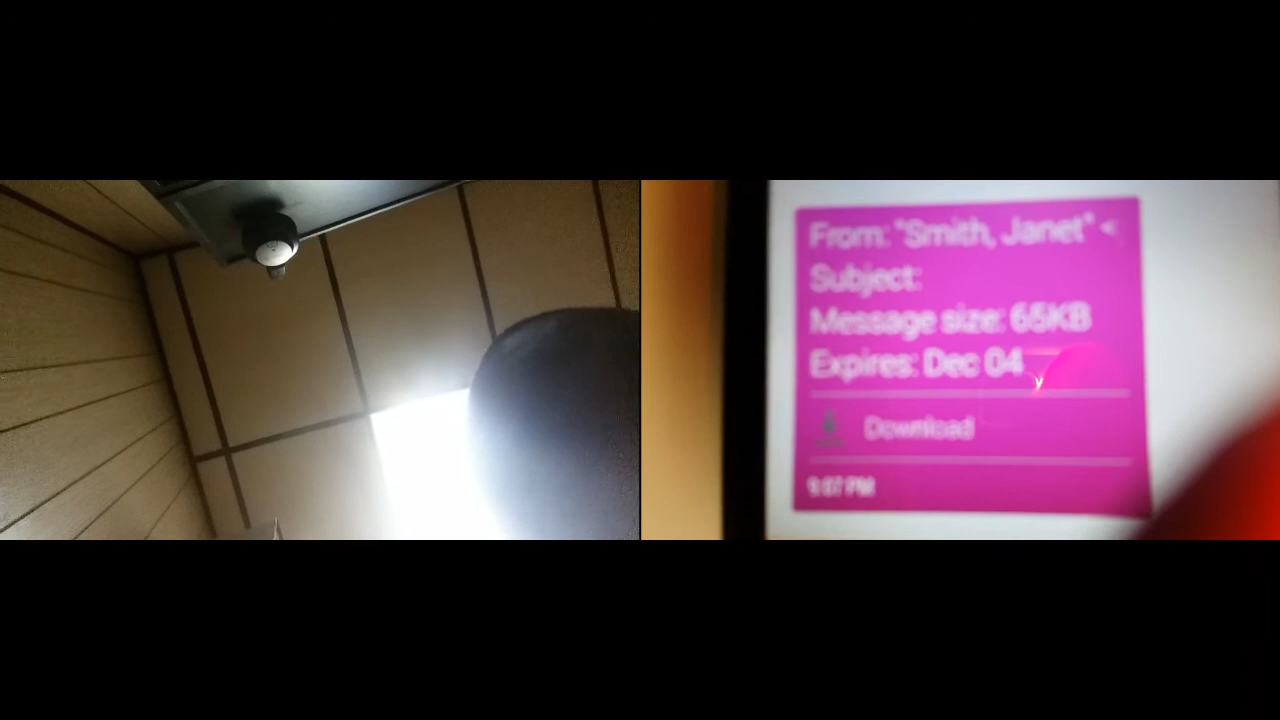 From: "Smith, Janet" <
Subject:
Message size: 65KB
Expires: Dec 04
Download
9:07 PM